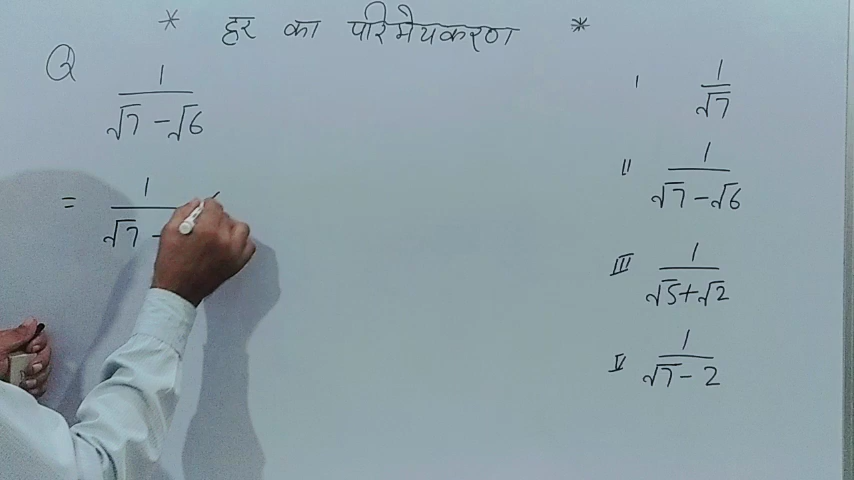 * हर का परिमेयकरण *
Q 1/(√7 - √6)
= 1/(√7 -
I 1/√7
II 1/(√7 - √6)
III 1/(√5 + √2)
IV 1/(√7 - 2)